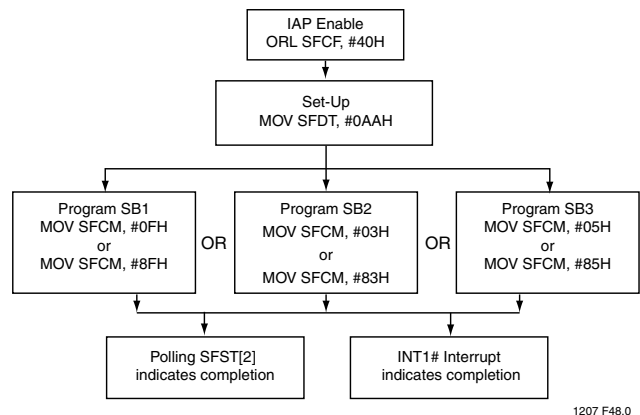 IAP Enable
ORL SFCF, #40H
Set-Up
MOV SFDT, #0AAH
Program SB1
MOV SFCM, #0FH
or
MOV SFCM, #8FH
OR
Program SB2
MOV SFCM, #03H
or
MOV SFCM, #83H
OR
Program SB3
MOV SFCM, #05H
or
MOV SFCM, #85H
Polling SFST[2]
indicates completion
INT1# Interrupt
indicates completion
1207 F48.0